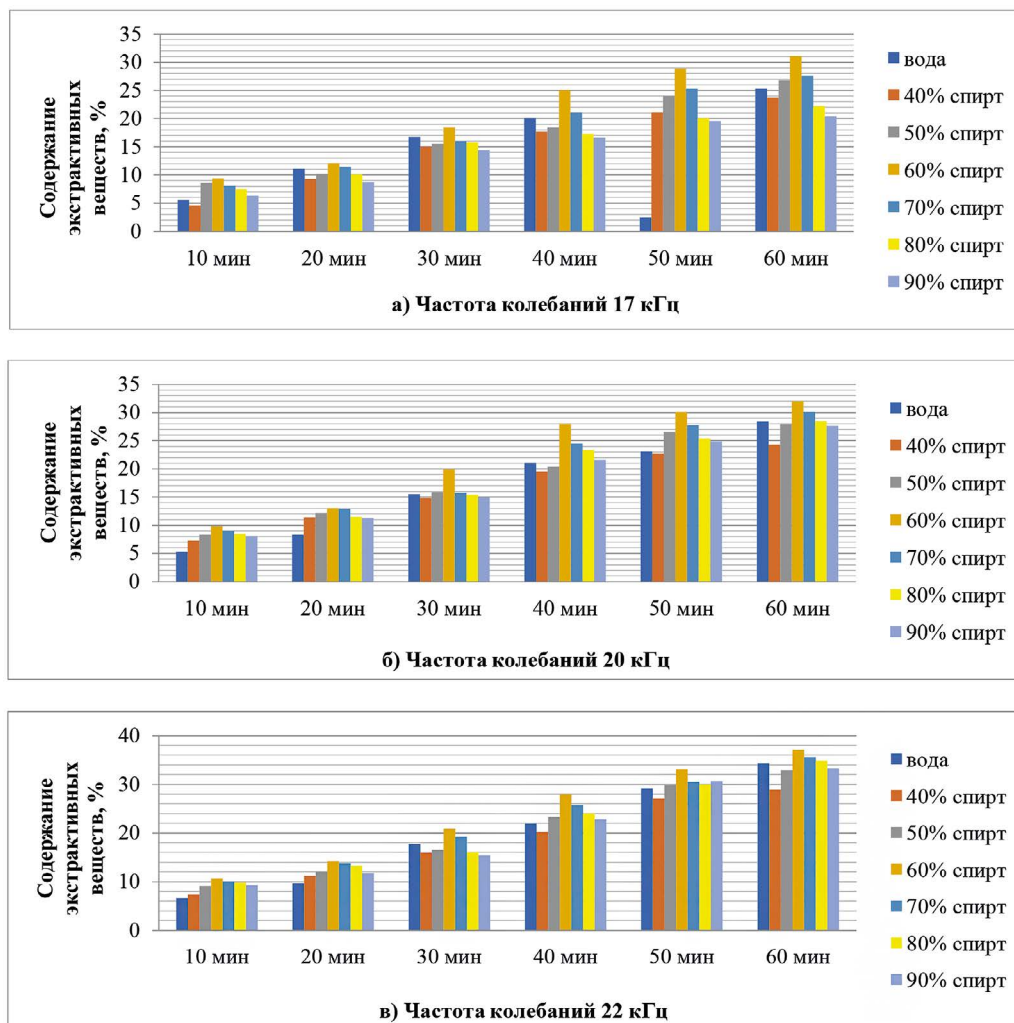 Содержание
экстрактивных
веществ, %
35
30
25
20
15
10
5
0
10 мин 20 мин 30 мин 40 мин 50 мин 60 мин
а) Частота колебаний 17 кГц
вода
40% спирт
50% спирт
60% спирт
70% спирт
80% спирт
90% спирт
Содержание
экстрактивных
веществ, %
35
30
25
20
15
10
5
0
10 мин 20 мин 30 мин 40 мин 50 мин 60 мин
б) Частота колебаний 20 кГц
вода
40% спирт
50% спирт
60% спирт
70% спирт
80% спирт
90% спирт
Содержание
экстрактивных
веществ, %
40
30
20
10
0
10 мин 20 мин 30 мин 40 мин 50 мин 60 мин
в) Частота колебаний 22 кГц
вода
40% спирт
50% спирт
60% спирт
70% спирт
80% спирт
90% спирт